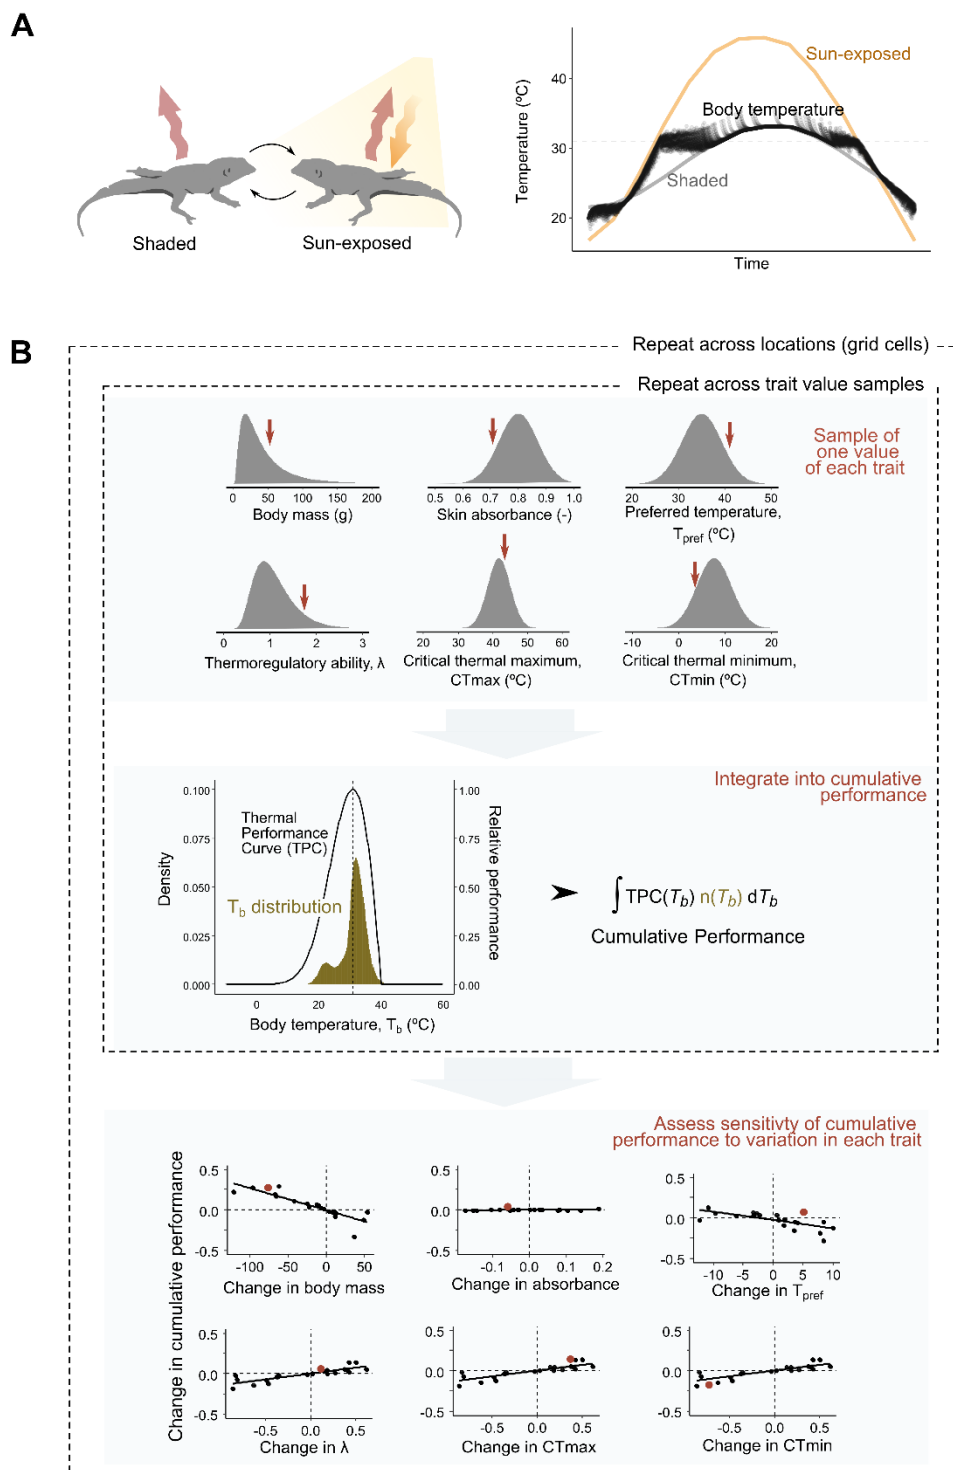 A
Sun-exposed
Body temperature
Shaded
Temperature (ºC)
40
30
20
Time
Shaded
Sun-exposed
B
Repeat across locations (grid cells)
Repeat across trait value samples
Sample of
one value
of each trait
0 50 100 150 200
Body mass (g)
0.5 0.6 0.7 0.8 0.9 1.0
Skin absorbance (-)
20 30 40 50
Preferred temperature,
Tpref (ºC)
0 1 2 3
Thermoregulatory ability, λ
20 30 40 50 60
Critical thermal maximum,
CTmax (ºC)
-10 0 10 20
Critical thermal minimum,
CTmin (ºC)
Integrate into cumulative
performance
Density
0.100
0.075
0.050
0.025
0.000
Thermal
Performance
Curve (TPC)
Tb distribution
1.00
0.75
0.50
0.25
0.00
Relative performance
0 20 40 60
Body temperature, Tb (ºC)
∫ TPC(Tb) n(Tb) dTb
Cumulative Performance
Assess sensitivty of cumulative
performance to variation in each trait
Change in cumulative performance
0.5
0.0
-0.5
-100 -50 0 50
Change in body mass
0.5
0.0
-0.5
-0.1 0.0 0.1 0.2
Change in absorbance
0.5
0.0
-0.5
-10 -5 0 5 10
Change in Tpref
0.5
0.0
-0.5
-0.5 0.0 0.5
Change in λ
0.5
0.0
-0.5
-0.5 0.0 0.5
Change in CTmax
0.5
0.0
-0.5
-0.5 0.0 0.5
Change in CTmin